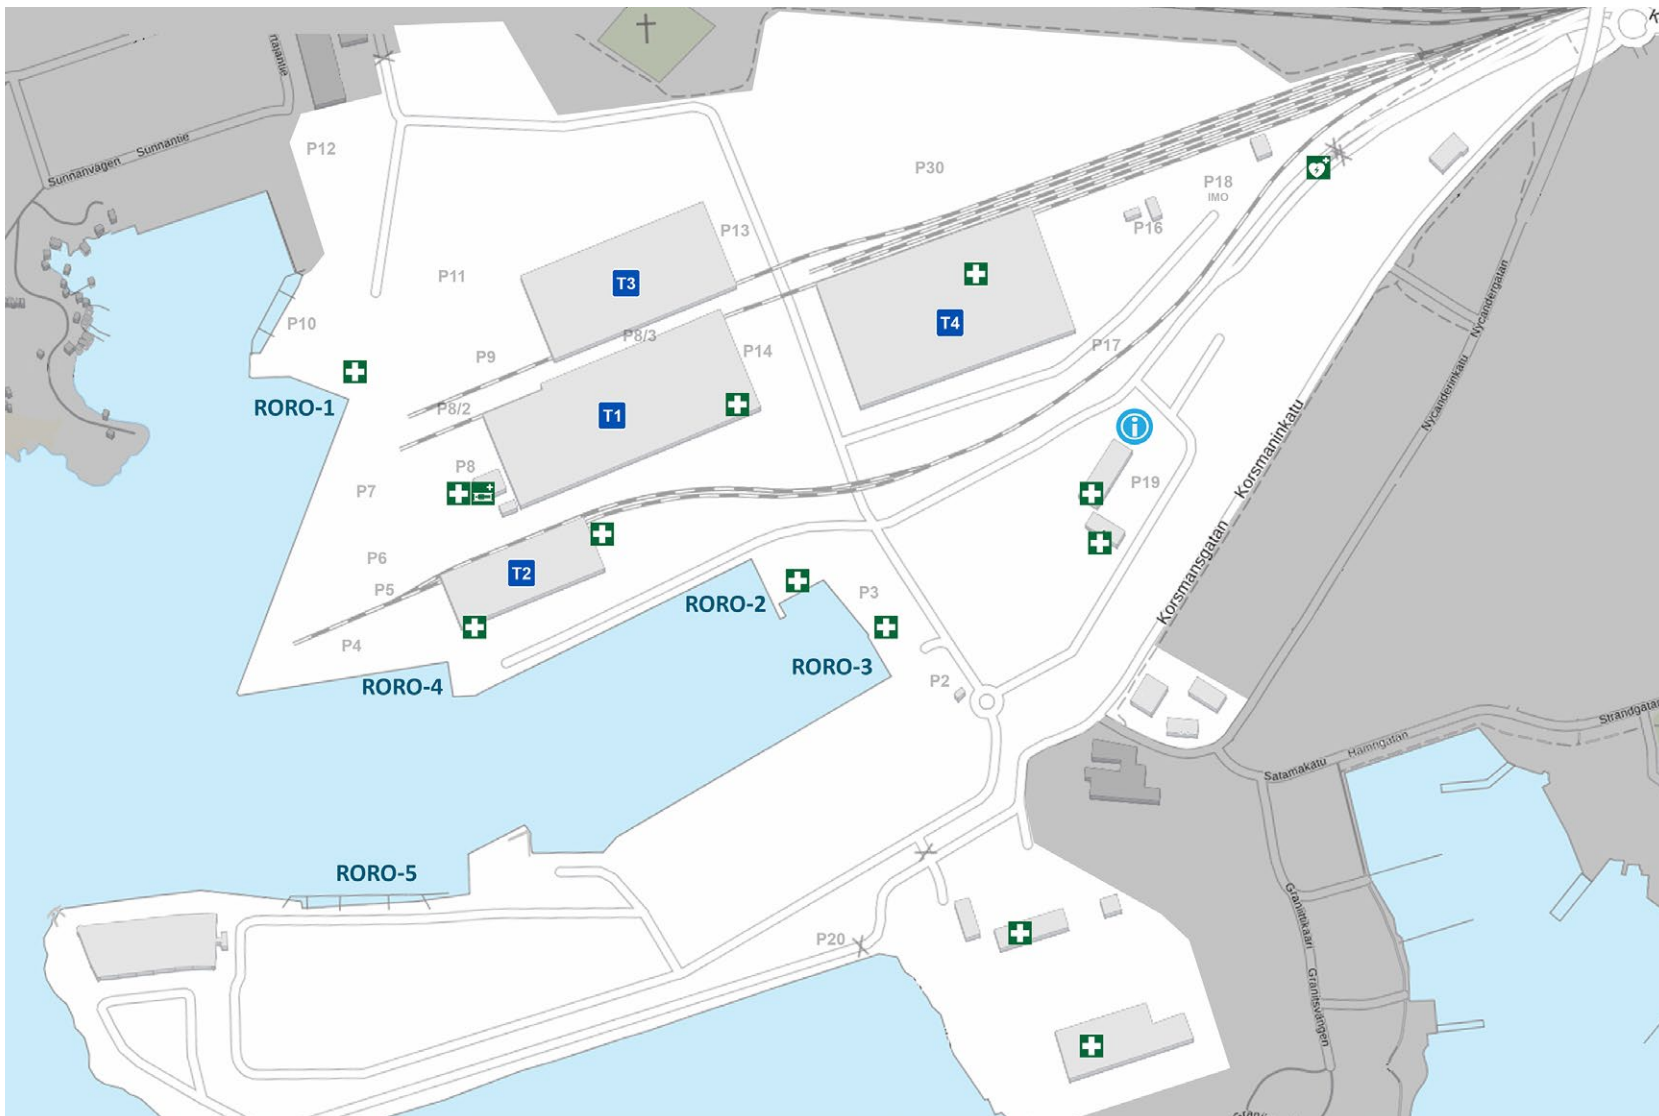 Sunnanvägen Sunnantie
P12
P30
P18
IMO
P16
P13
P11
T3
P10
P8/3
T4
P17
P9
P14
RORO-1
P8/2
T1
P8
P7
P19
Korsmaninkatu
Korsmansgatan
Nycandergatan
Nycanderinkatu
P6
P5
T2
P3
RORO-2
P4
RORO-3
RORO-4
P2
Strandgatan
Satamakatu Hamngatan
RORO-5
P20
Graniittikaari
Granitsvängen